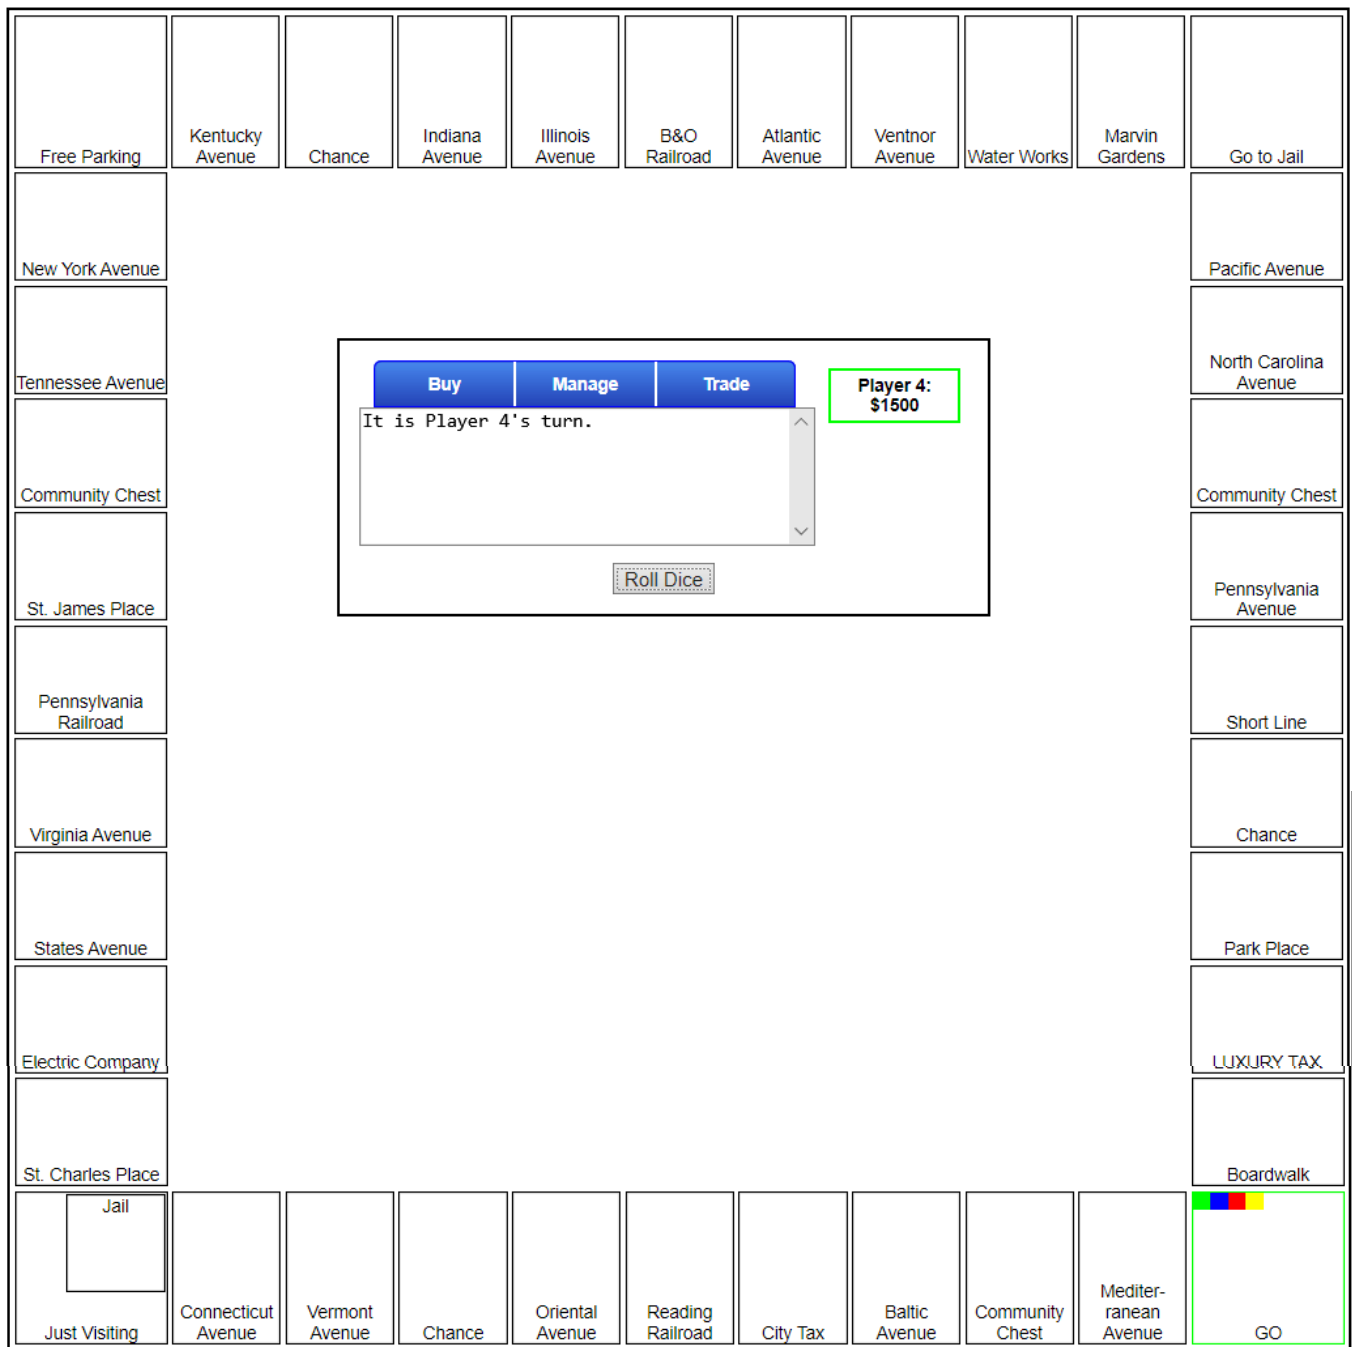 Free Parking
Kentucky
Avenue
Chance
Indiana
Avenue
Illinois
Avenue
B&O
Railroad
Atlantic
Avenue
Ventnor
Avenue
Water Works
Marvin
Gardens
Go to Jail
New York Avenue
Pacific Avenue
Tennessee Avenue
North Carolina
Avenue
Buy
Manage
Trade
Player 4:
$1500
It is Player 4's turn.
Roll Dice
Community Chest
Community Chest
St. James Place
Pennsylvania
Avenue
Pennsylvania
Railroad
Short Line
Virginia Avenue
Chance
States Avenue
Park Place
Electric Company
LUXURY TAX
St. Charles Place
Boardwalk
Jail
Just Visiting
Connecticut
Avenue
Vermont
Avenue
Chance
Oriental
Avenue
Reading
Railroad
City Tax
Baltic
Avenue
Community
Chest
Mediter-
ranean
Avenue
GO